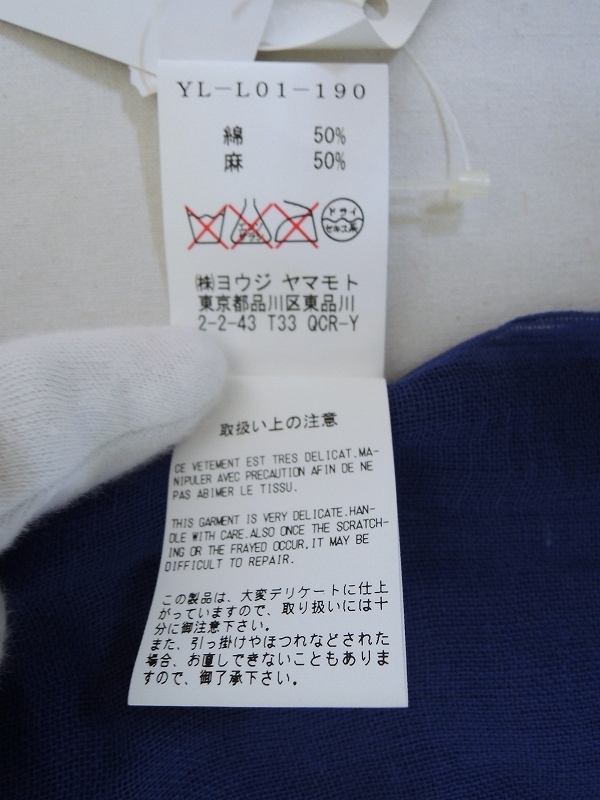 YL-L01-190
綿 50%
麻 50%
ドライ
セキユ系
㈱ヨウジ ヤマモト
東京都品川区東品川
2-2-43 T33 QCR-Y
取扱い上の注意
CE VETEMENT EST TRES DELICAT.MA-
NIPULER AVEC PRECAUTION AFIN DE NE
PAS ABIMER LE TISSU.
THIS GARMENT IS VERY DELICATE.HAN-
DLE WITH CARE.ALSO ONCE THE SCRATCH-
ING OR THE FRAYED OCCUR,IT MAY BE
DIFFICULT TO REPAIR.
この製品は、大変デリケートに仕上
がっていますので、取り扱いには十
分に御注意下さい。
また、引っ掛けやほつれなどされた
場合、お直しできないこともありま
すので、御了承下さい。